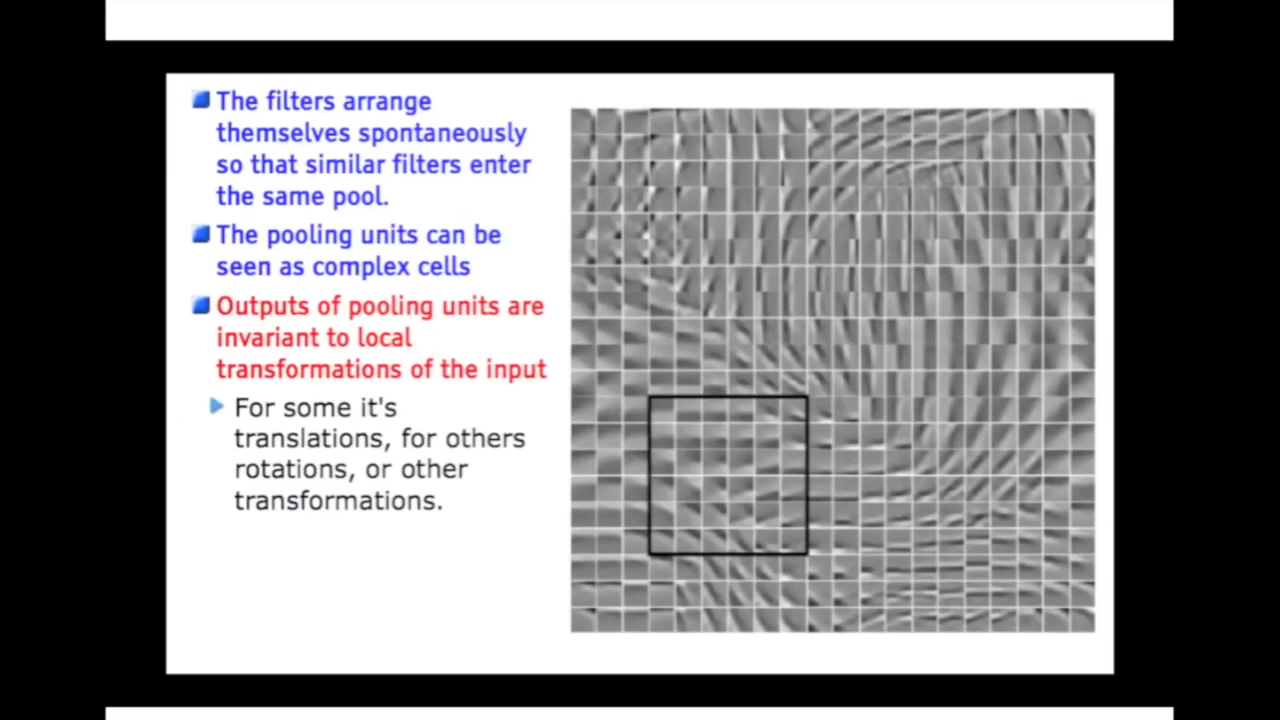 The filters arrange
themselves spontaneously
so that similar filters enter
the same pool.
The pooling units can be
seen as complex cells
Outputs of pooling units are
invariant to local
transformations of the input
For some it's
translations, for others
rotations, or other
transformations.